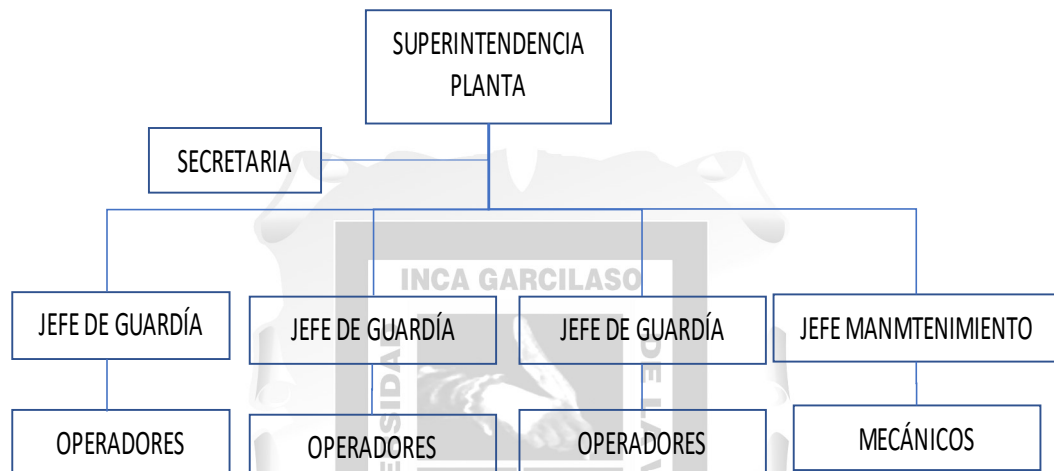 SUPERINTENDENCIA
PLANTA
SECRETARIA
INCA GARCILASO
JEFE DE GUARDÍA
JEFE DE GUARDÍA
JEFE DE GUARDÍA
JEFE MANMTENIMIENTO
OPERADORES
OPERADORES
OPERADORES
MECÁNICOS